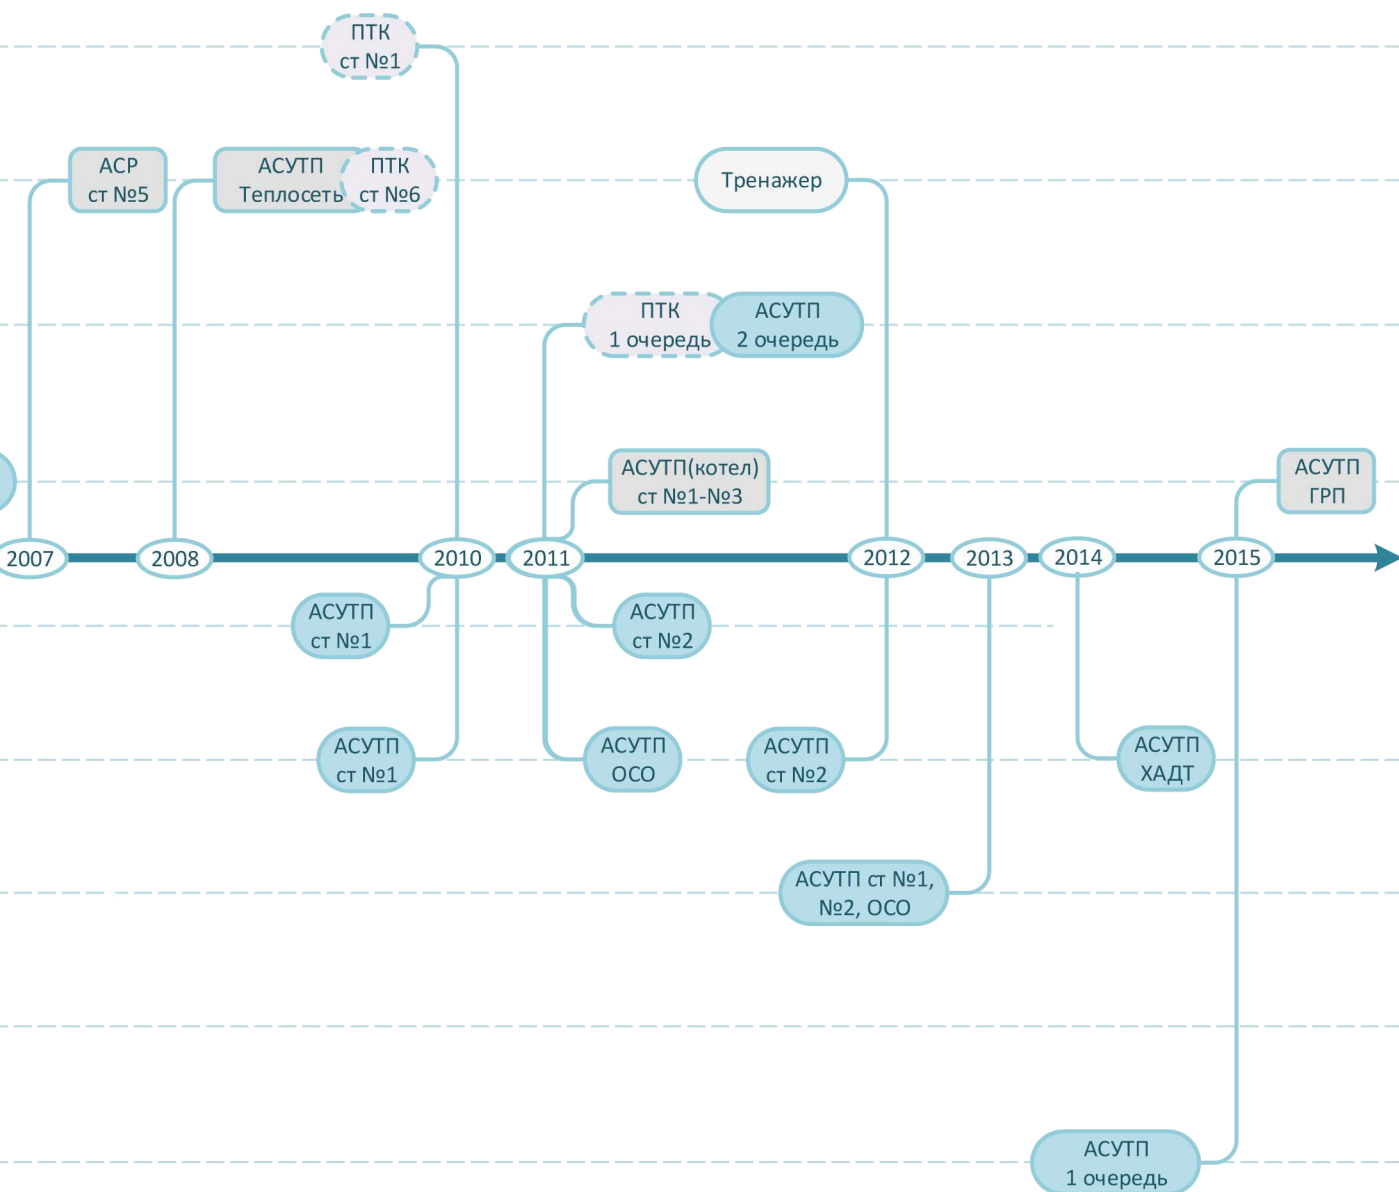 ПТК
ст №1
АСР
ст №5
АСУТП
Теплосеть
ПТК
ст №6
Тренажер
ПТК
1 очередь
АСУТП
2 очередь
АСУТП(котел)
ст №1-№3
АСУТП
ГРП
2007
2008
2010
2011
2012
2013
2014
2015
АСУТП
ст №1
АСУТП
ст №2
АСУТП
ст №1
АСУТП
ОСО
АСУТП
ст №2
АСУТП
ХАДТ
АСУТП ст №1,
№2, ОСО
АСУТП
1 очередь